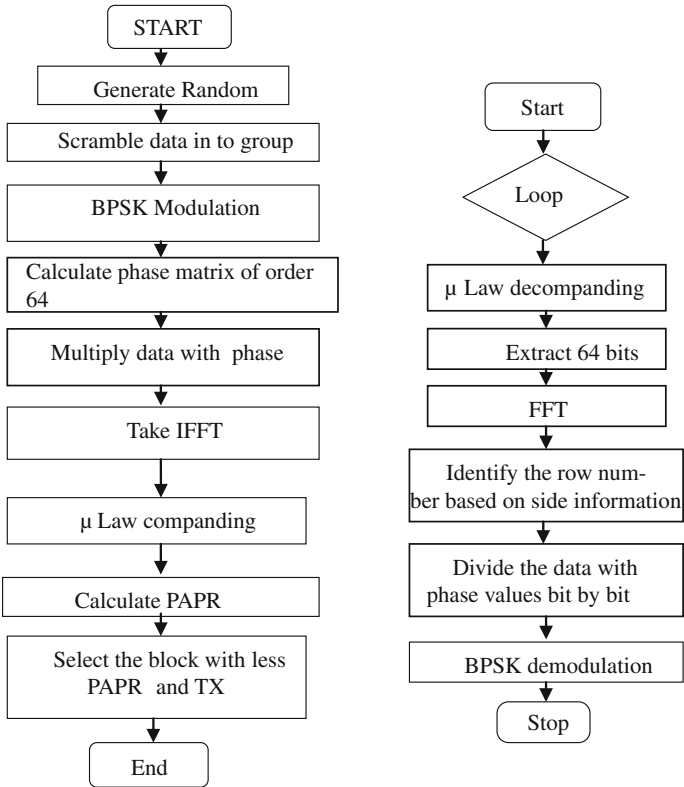 START
Generate Random
Scramble data in to group
BPSK Modulation
Calculate phase matrix of order
64
Multiply data with phase
Take IFFT
µ Law companding
Calculate PAPR
Select the block with less
PAPR and TX
End
Start
Loop
µ Law decompanding
Extract 64 bits
FFT
Identify the row num-
ber based on side information
Divide the data with
phase values bit by bit
BPSK demodulation
Stop